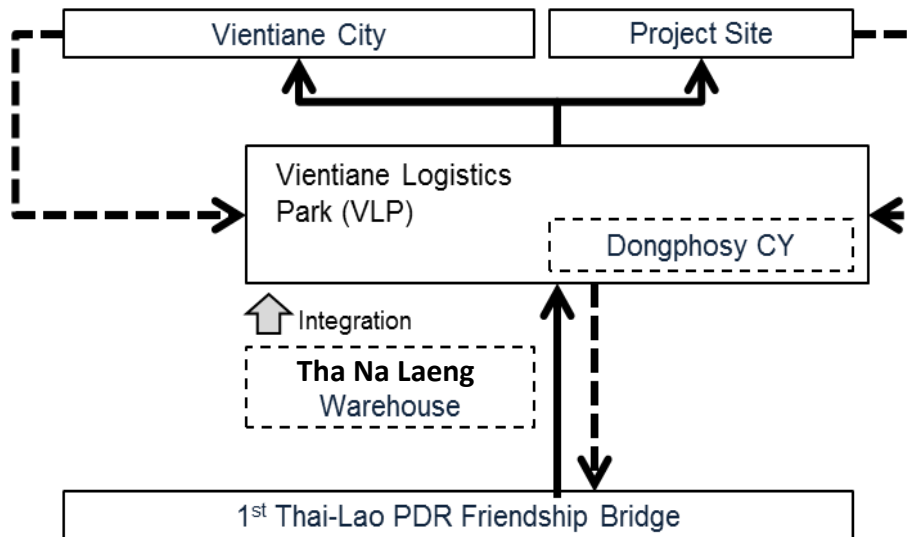 Vientiane City
Project Site
Vientiane Logistics
Park (VLP)
Dongphosy CY
Integration
Tha Na Laeng
Warehouse
1st Thai-Lao PDR Friendship Bridge